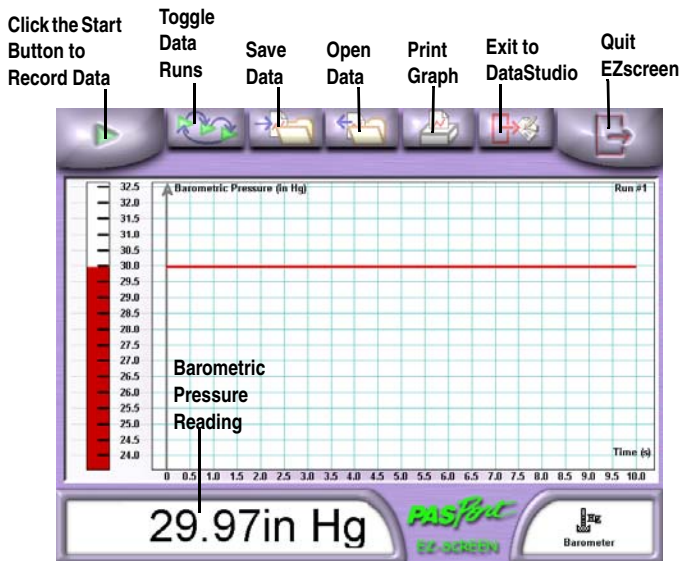 Click the Start
Button to
Record Data
Toggle
Data
Runs
Save
Data
Open
Data
Print
Graph
Exit to
DataStudio
Quit
EZscreen
Barometric Pressure (in Hg)
Run #1
32.5
32.0
31.5
31.0
30.5
30.0
29.5
29.0
28.5
28.0
27.5
27.0
26.5
26.0
25.5
25.0
24.5
24.0
Barometric
Pressure
Reading
Time (s)
0 0.5 1.0 1.5 2.0 2.5 3.0 3.5 4.0 4.5 5.0 5.5 6.0 6.5 7.0 7.5 8.0 8.5 9.0 9.5 10.0
29.97in Hg
PASPort
EZ-SCREEN
Hg
Barometer